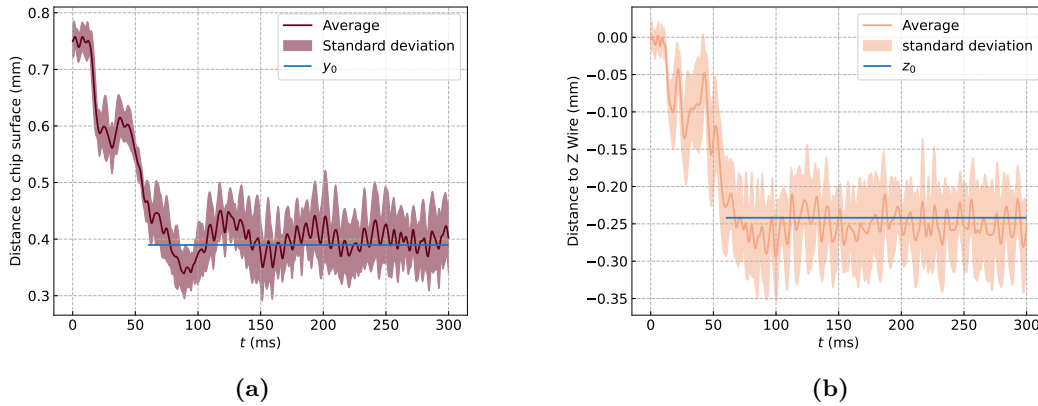 Average
Standard deviation
y₀
0.8
0.7
0.6
0.5
0.4
0.3
Distance to chip surface (mm)
0 50 100 150 200 250 300
t (ms)
(a)
Average
standard deviation
z₀
0.00
−0.05
−0.10
−0.15
−0.20
−0.25
−0.30
−0.35
Distance to Z Wire (mm)
0 50 100 150 200 250 300
t (ms)
(b)